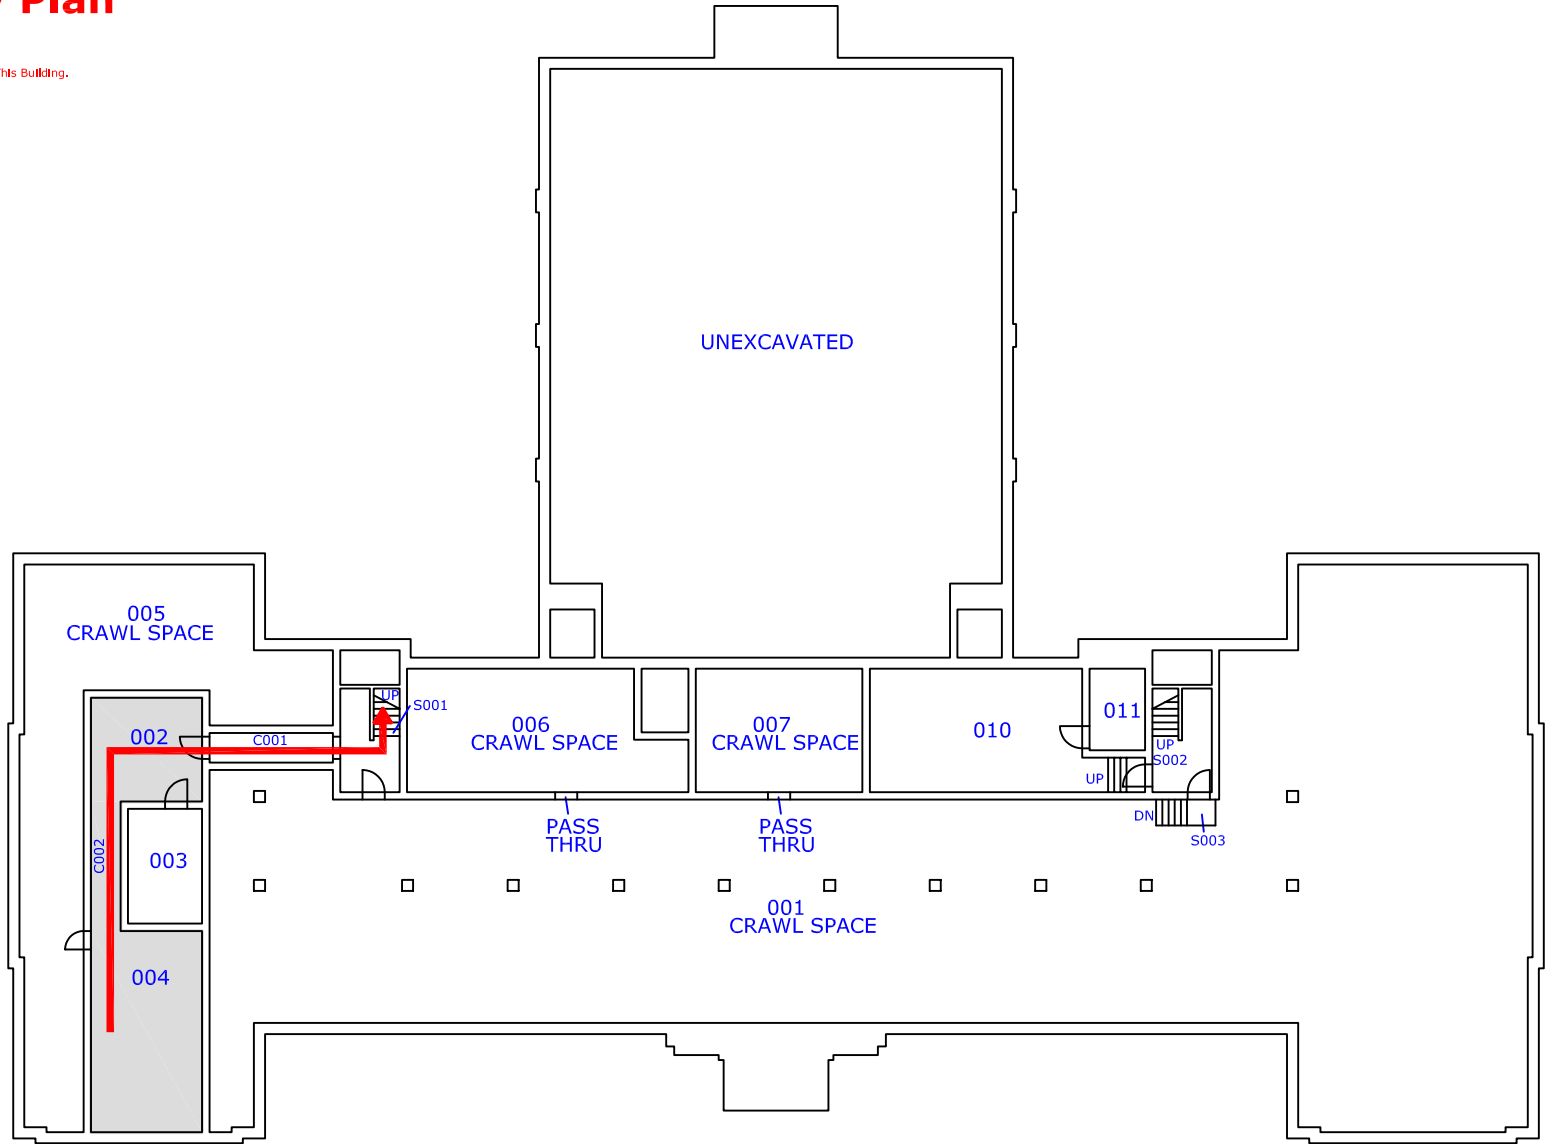 Plan
This Building.
UNEXCAVATED
005
CRAWL SPACE
UP
S001
002
C001
006
CRAWL SPACE
007
CRAWL SPACE
010
011
UP
S002
UP
DN
S003
PASS
THRU
PASS
THRU
C002
003
001
CRAWL SPACE
004